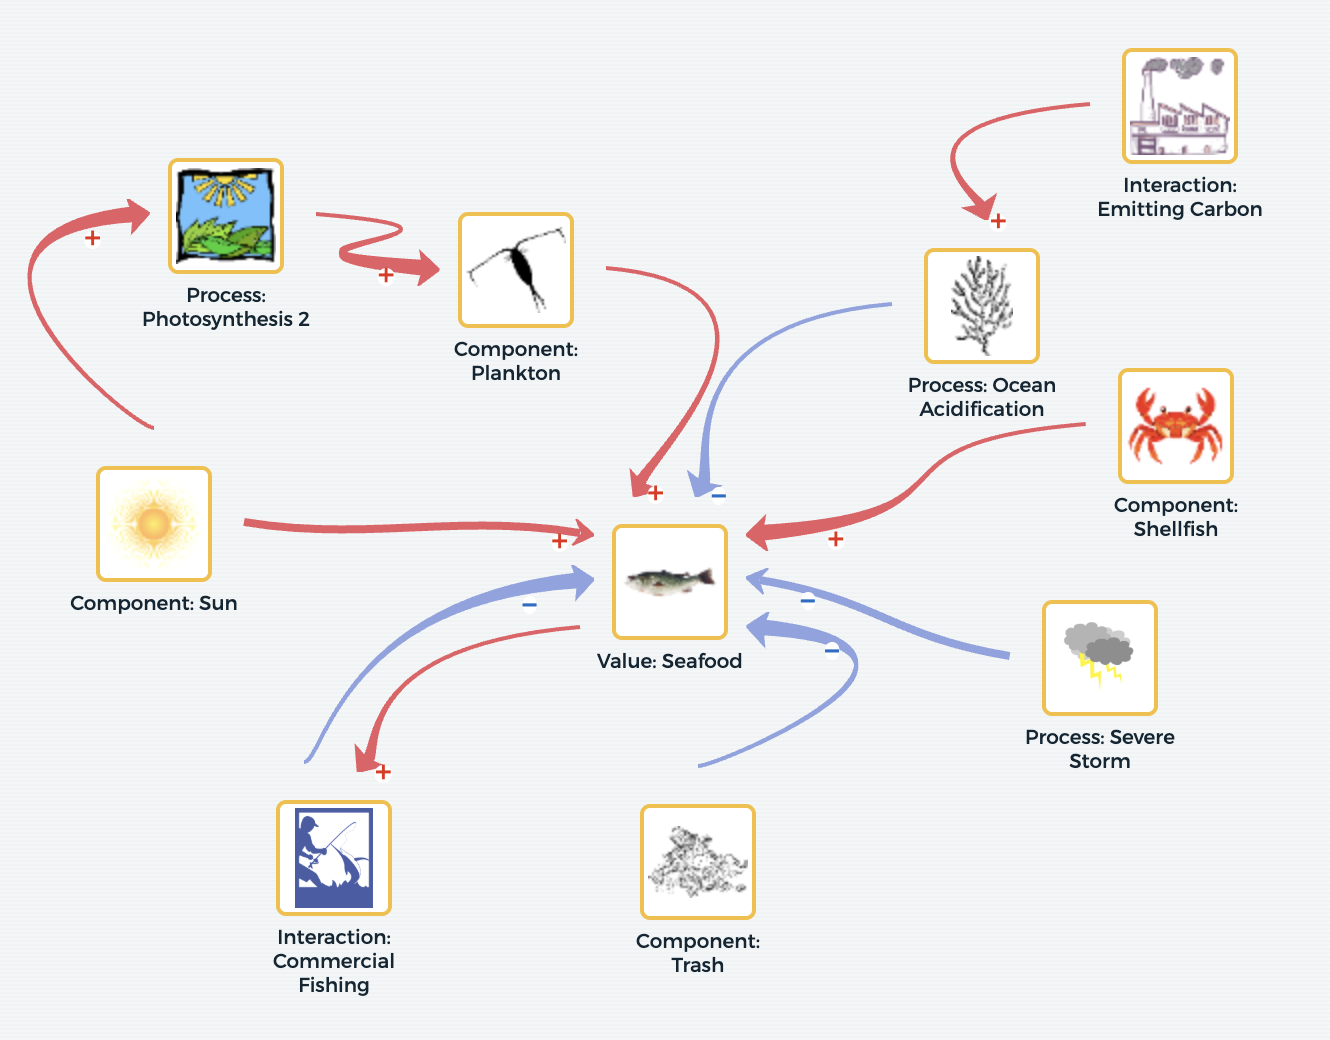 Interaction:
Emitting Carbon
+
+
Process:
Photosynthesis 2
+
Component:
Plankton
Process: Ocean
Acidification
Component:
Shellfish
+
−
+
+
Component: Sun
−
−
−
Value: Seafood
Process: Severe
Storm
+
Interaction:
Commercial
Fishing
Component:
Trash